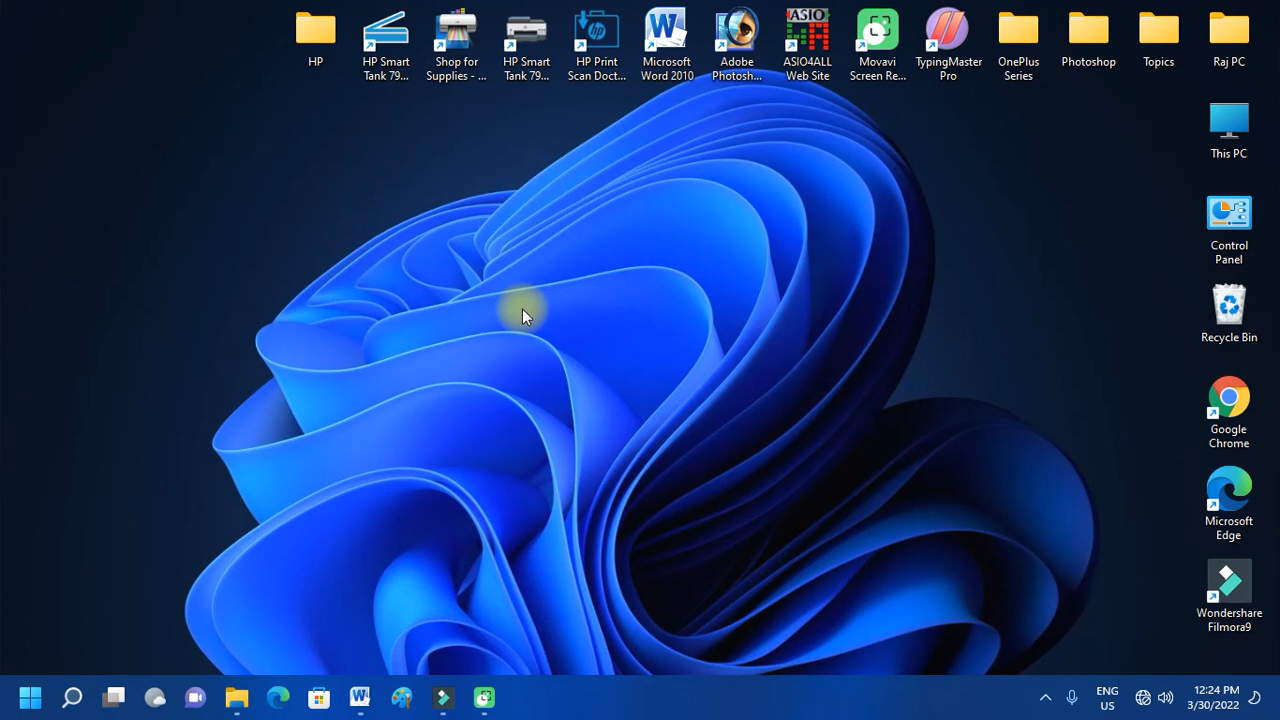 HP
HP Smart
Tank 79...
Shop for
Supplies - ...
HP Smart
Tank 79...
HP Print
Scan Doct...
Microsoft
Word 2010
Adobe
Photosh...
ASIO
ASIO4ALL
Web Site
Movavi
Screen Re...
TypingMaster
Pro
OnePlus
Series
Photoshop
Topics
Raj PC
This PC
Control
Panel
Recycle Bin
Google
Chrome
Microsoft
Edge
Wondershare
Filmora9
ENG
US
12:24 PM
3/30/2022